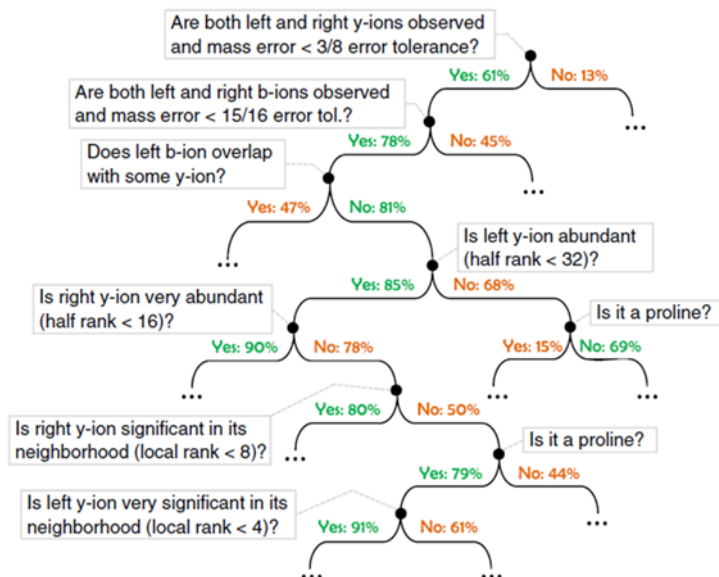 Are both left and right y-ions observed
and mass error < 3/8 error tolerance?
Yes: 61%
No: 13%
...
Are both left and right b-ions observed
and mass error < 15/16 error tol.?
Yes: 78%
No: 45%
...
Does left b-ion overlap
with some y-ion?
Yes: 47%
No: 81%
...
Is left y-ion abundant
(half rank < 32)?
Yes: 85%
No: 68%
Is right y-ion very abundant
(half rank < 16)?
Yes: 90%
No: 78%
...
Is it a proline?
Yes: 15%
No: 69%
...
...
Is right y-ion significant in its
neighborhood (local rank < 8)?
Yes: 80%
No: 50%
...
Is it a proline?
Yes: 79%
No: 44%
...
Is left y-ion very significant in its
neighborhood (local rank < 4)?
Yes: 91%
No: 61%
...
...